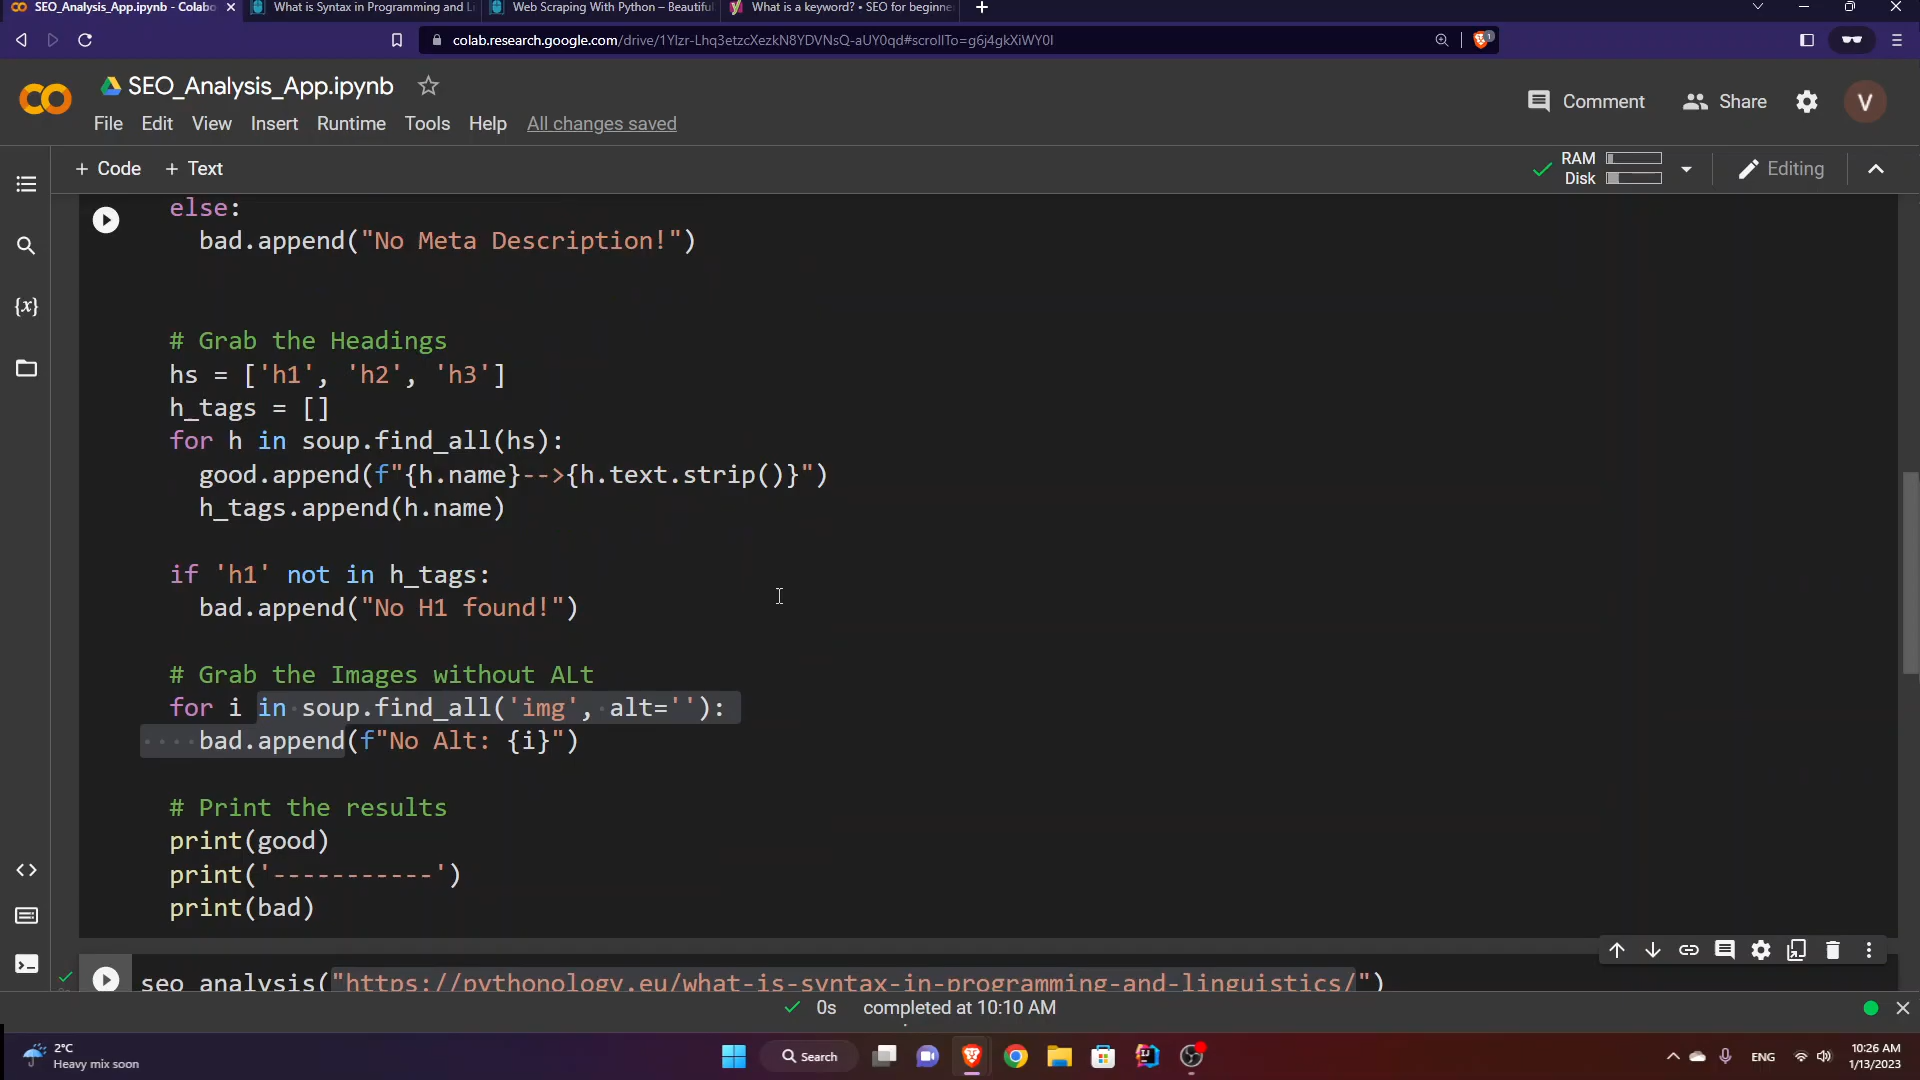 SEO_Analysis_App.ipynb - Colabo
What is Syntax in Programming and Li
Web Scraping With Python – Beautiful
What is a keyword? • SEO for beginne
colab.research.google.com/drive/1Ylzr-Lhq3etzcXezkN8YDVNsQ-aUY0qd#scrollTo=g6j4gkXiWY0I
1
SEO_Analysis_App.ipynb
Comment
Share
V
File Edit View Insert Runtime Tools Help All changes saved
+ Code + Text
RAM
Disk
Editing
else:
bad.append("No Meta Description!")
# Grab the Headings
hs = ['h1', 'h2', 'h3']
h_tags = []
for h in soup.find_all(hs):
good.append(f"{h.name}-->{h.text.strip()}")
h_tags.append(h.name)
if 'h1' not in h_tags:
bad.append("No H1 found!")
# Grab the Images without ALt
for i in soup.find_all('img', alt=''):
bad.append(f"No Alt: {i}")
# Print the results
print(good)
print('-----------')
print(bad)
seo_analysis("https://pythonology.eu/what-is-syntax-in-programming-and-linguistics/")
0s completed at 10:10 AM
2°C
Heavy mix soon
Search
ENG
10:26 AM
1/13/2023